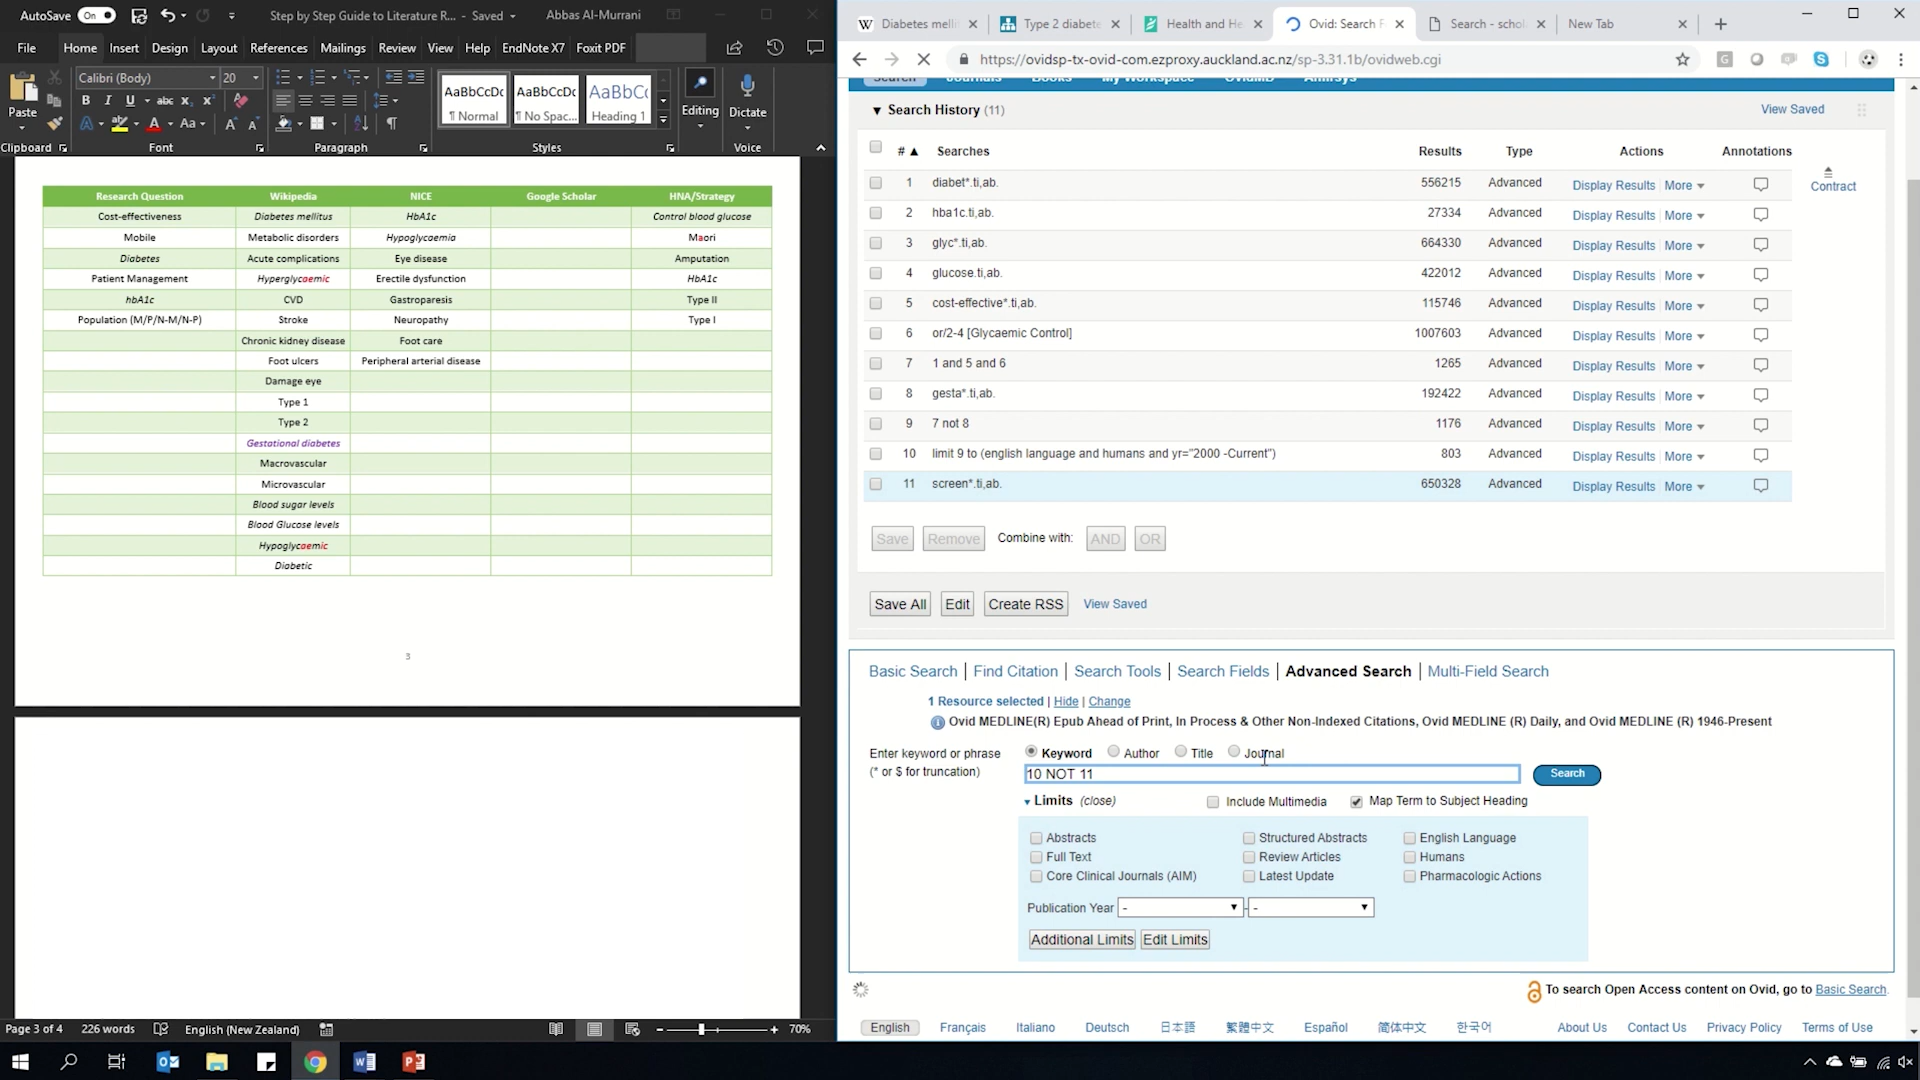 AutoSave On Step by Step Guide to Literature R... - Saved Abbas Al-Murrani
File Home Insert Design Layout References Mailings Review View Help EndNote X7 Foxit PDF
Paste
Calibri (Body) 20
B I U abc x₂ x²
Aa
AaBbCcDc AaBbCcDc AaBbCc
¶ Normal ¶ No Spac... Heading 1
Editing Dictate
Clipboard Font Paragraph Styles Voice
Research Question Wikipedia NICE Google Scholar HNA/Strategy
Cost-effectiveness Diabetes mellitus HbA1c Control blood glucose
Mobile Metabolic disorders Hypoglycaemia Maori
Diabetes Acute complications Eye disease Amputation
Patient Management Hyperglycaemic Erectile dysfunction HbA1c
hbA1c CVD Gastroparesis Type II
Population (M/P/N-M/N-P) Stroke Neuropathy Type I
Chronic kidney disease Foot care
Foot ulcers Peripheral arterial disease
Damage eye
Type 1
Type 2
Gestational diabetes
Macrovascular
Microvascular
Blood sugar levels
Blood Glucose levels
Hypoglycaemic
Diabetic
3
Page 3 of 4 226 words English (New Zealand) 70%
Diabetes melli Type 2 diabete Health and He Ovid: Search F Search - schol New Tab
https://ovidsp-tx-ovid-com.ezproxy.auckland.ac.nz/sp-3.31.1b/ovidweb.cgi
Search Journals Books My Workspace OvidMD
Search History (11) View Saved
# Searches Results Type Actions Annotations
1 diabet*.ti,ab. 556215 Advanced Display Results More
Contract
2 hba1c.ti,ab. 27334 Advanced Display Results More
3 glyc*.ti,ab. 664330 Advanced Display Results More
4 glucose.ti,ab. 422012 Advanced Display Results More
5 cost-effective*.ti,ab. 115746 Advanced Display Results More
6 or/2-4 [Glycaemic Control] 1007603 Advanced Display Results More
7 1 and 5 and 6 1265 Advanced Display Results More
8 gesta*.ti,ab. 192422 Advanced Display Results More
9 7 not 8 1176 Advanced Display Results More
10 limit 9 to (english language and humans and yr="2000 -Current") 803 Advanced Display Results More
11 screen*.ti,ab. 650328 Advanced Display Results More
Save Remove Combine with: AND OR
Save All Edit Create RSS View Saved
Basic Search | Find Citation | Search Tools | Search Fields | Advanced Search | Multi-Field Search
1 Resource selected | Hide | Change
Ovid MEDLINE(R) Epub Ahead of Print, In Process & Other Non-Indexed Citations, Ovid MEDLINE (R) Daily, and Ovid MEDLINE (R) 1946-Present
Enter keyword or phrase Keyword Author Title Journal
(* or $ for truncation) 10 NOT 11 Search
Limits (close) Include Multimedia Map Term to Subject Heading
Abstracts Structured Abstracts English Language
Full Text Review Articles Humans
Core Clinical Journals (AIM) Latest Update Pharmacologic Actions
Publication Year - -
Additional Limits Edit Limits
To search Open Access content on Ovid, go to Basic Search.
English Français Italiano Deutsch 日本語 繁體中文 Español 简体中文 한국어 About Us Contact Us Privacy Policy Terms of Use